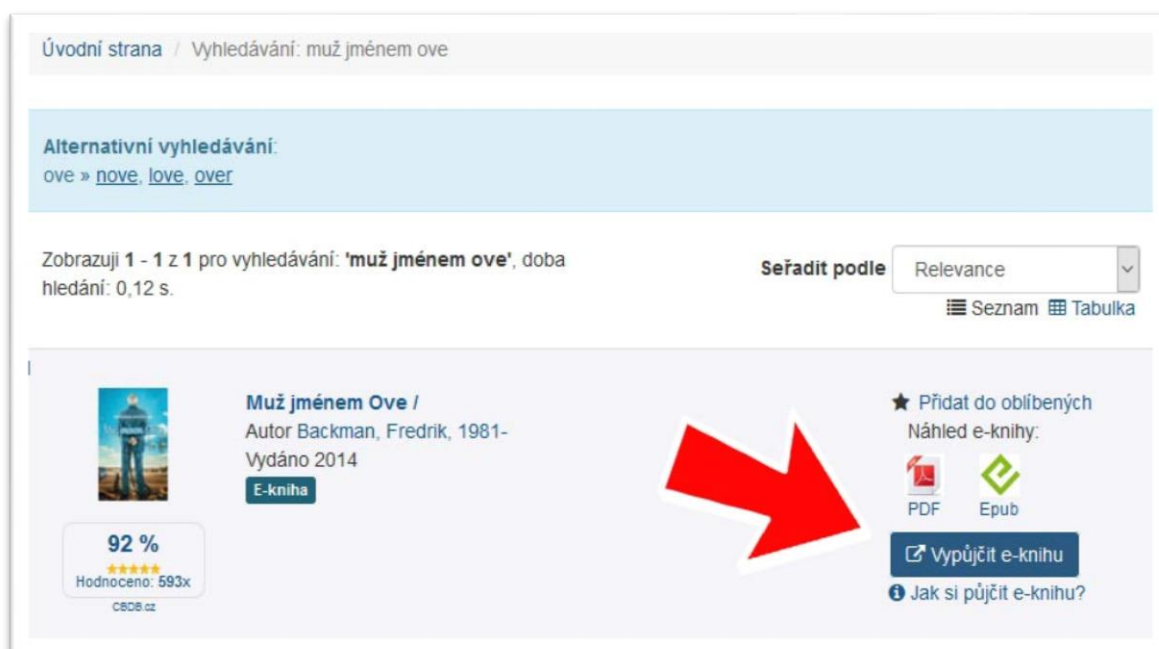 Úvodní strana / Vyhledávání: muž jménem ove
Alternativní vyhledávání:
ove » nove, love, over
Zobrazuji 1 - 1 z 1 pro vyhledávání: 'muž jménem ove', doba
hledání: 0,12 s.
Seřadit podle Relevance
Seznam Tabulka
Muž jménem Ove /
Autor Backman, Fredrik, 1981-
Vydáno 2014
E-kniha
92 %
Hodnoceno: 593x
CBDB.cz
Přidat do oblíbených
Náhled e-knihy:
PDF Epub
Vypůjčit e-knihu
Jak si půjčit e-knihu?